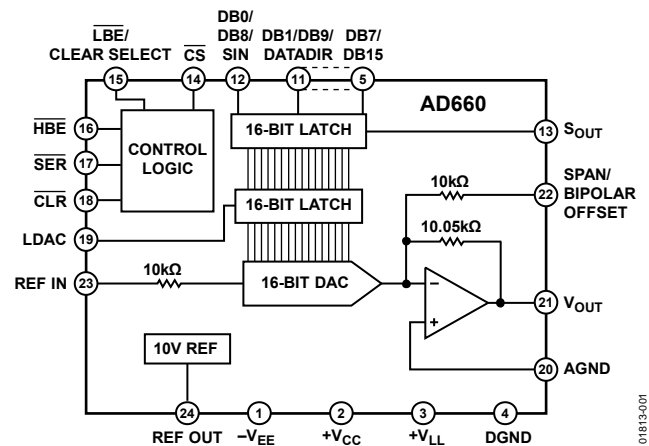 LBE/
CLEAR SELECT
CS
DB0/
DB8/
SIN
DB1/DB9/
DATADIR
DB7/
DB15
15
14
12
11
5
AD660
HBE
16
SER
17
CLR
18
LDAC
19
REF IN
23
CONTROL
LOGIC
16-BIT LATCH
16-BIT LATCH
10kΩ
16-BIT DAC
10kΩ
10.05kΩ
−
+
13
SOUT
22
SPAN/
BIPOLAR
OFFSET
21
VOUT
20
AGND
10V REF
24
1
2
3
4
REF OUT
–VEE
+VCC
+VLL
DGND
01813-001